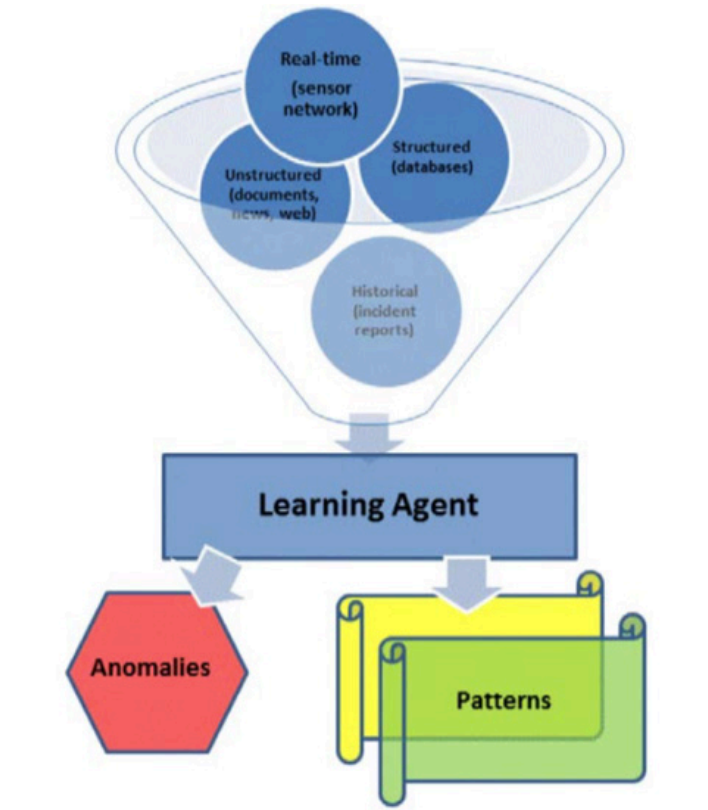 Real-time
(sensor
network)
Structured
(databases)
Unstructured
(documents,
news, web)
Historical
(incident
reports)
Learning Agent
Anomalies
Patterns